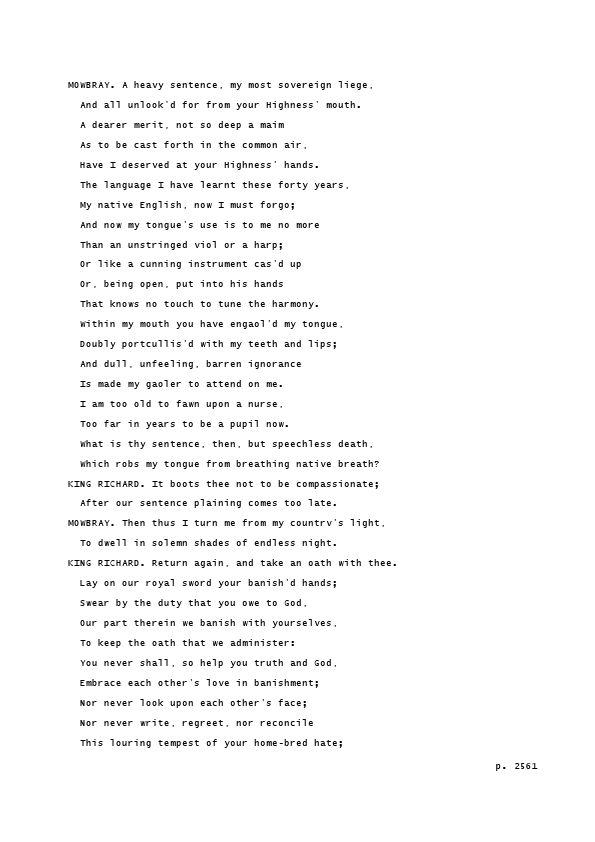 MOWBRAY. A heavy sentence, my most sovereign liege,
And all unlook'd for from your Highness' mouth.
A dearer merit, not so deep a maim
As to be cast forth in the common air,
Have I deserved at your Highness' hands.
The language I have learnt these forty years,
My native English, now I must forgo;
And now my tongue's use is to me no more
Than an unstringed viol or a harp;
Or like a cunning instrument cas'd up
Or, being open, put into his hands
That knows no touch to tune the harmony.
Within my mouth you have engaol'd my tongue,
Doubly portcullis'd with my teeth and lips;
And dull, unfeeling, barren ignorance
Is made my gaoler to attend on me.
I am too old to fawn upon a nurse,
Too far in years to be a pupil now.
What is thy sentence, then, but speechless death,
Which robs my tongue from breathing native breath?
KING RICHARD. It boots thee not to be compassionate;
After our sentence plaining comes too late.
MOWBRAY. Then thus I turn me from my countrv's light,
To dwell in solemn shades of endless night.
KING RICHARD. Return again, and take an oath with thee.
Lay on our royal sword your banish'd hands;
Swear by the duty that you owe to God,
Our part therein we banish with yourselves,
To keep the oath that we administer:
You never shall, so help you truth and God,
Embrace each other's love in banishment;
Nor never look upon each other's face;
Nor never write, regreet, nor reconcile
This louring tempest of your home-bred hate;
p. 2561